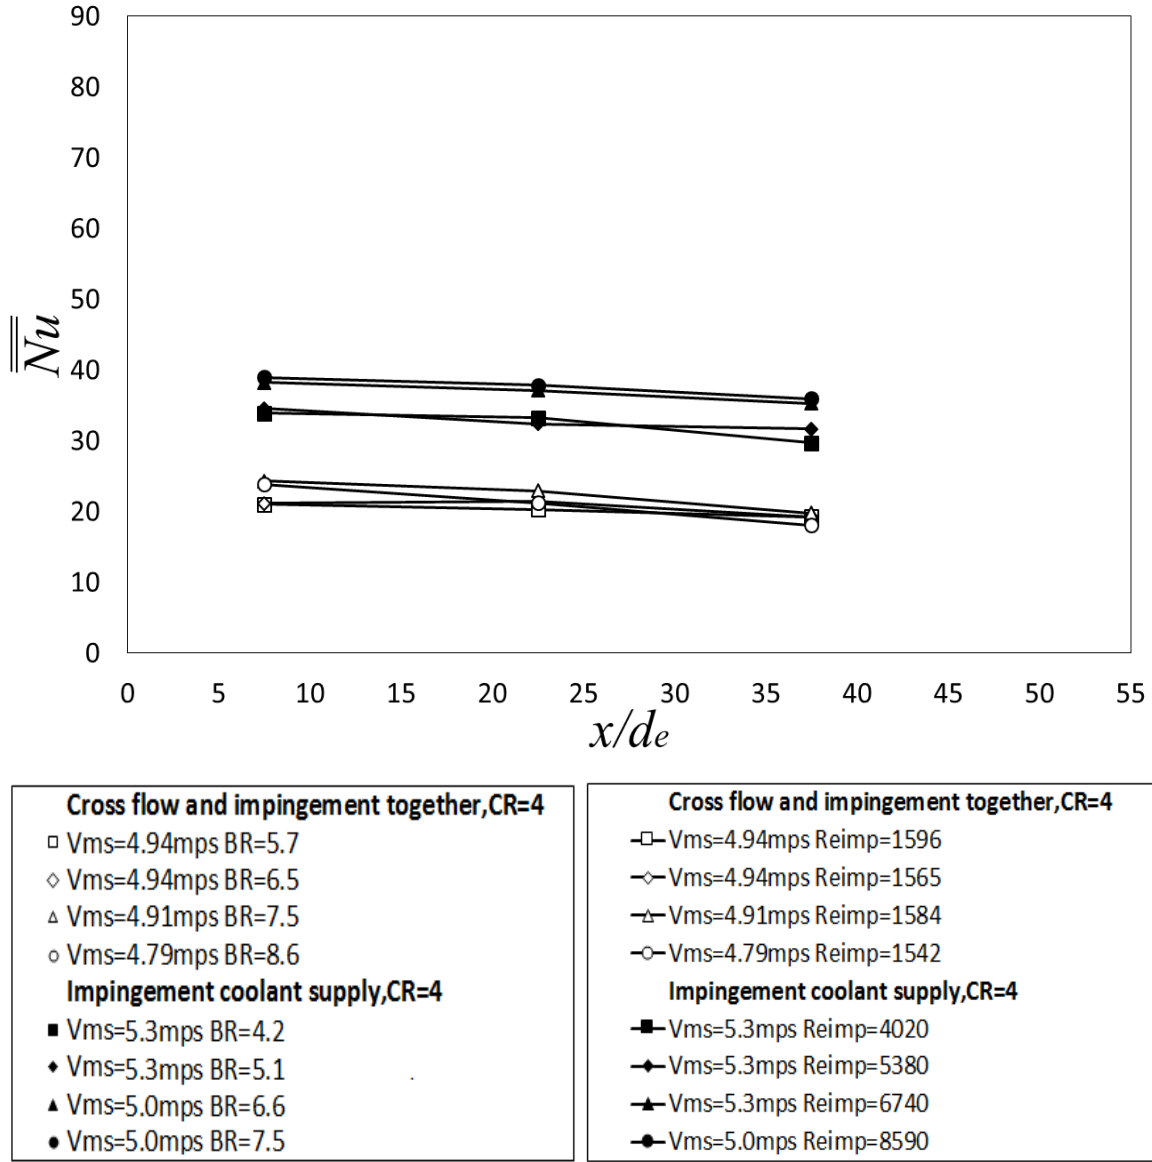 90
80
70
60
50
40
30
20
10
0
Nu
0 5 10 15 20 25 30 35 40 45 50 55
x/de
Cross flow and impingement together,CR=4
Vms=4.94mps BR=5.7
Vms=4.94mps BR=6.5
Vms=4.91mps BR=7.5
Vms=4.79mps BR=8.6
Impingement coolant supply,CR=4
Vms=5.3mps BR=4.2
Vms=5.3mps BR=5.1
Vms=5.0mps BR=6.6
Vms=5.0mps BR=7.5
Cross flow and impingement together,CR=4
Vms=4.94mps Reimp=1596
Vms=4.94mps Reimp=1565
Vms=4.91mps Reimp=1584
Vms=4.79mps Reimp=1542
Impingement coolant supply,CR=4
Vms=5.3mps Reimp=4020
Vms=5.3mps Reimp=5380
Vms=5.3mps Reimp=6740
Vms=5.0mps Reimp=8590